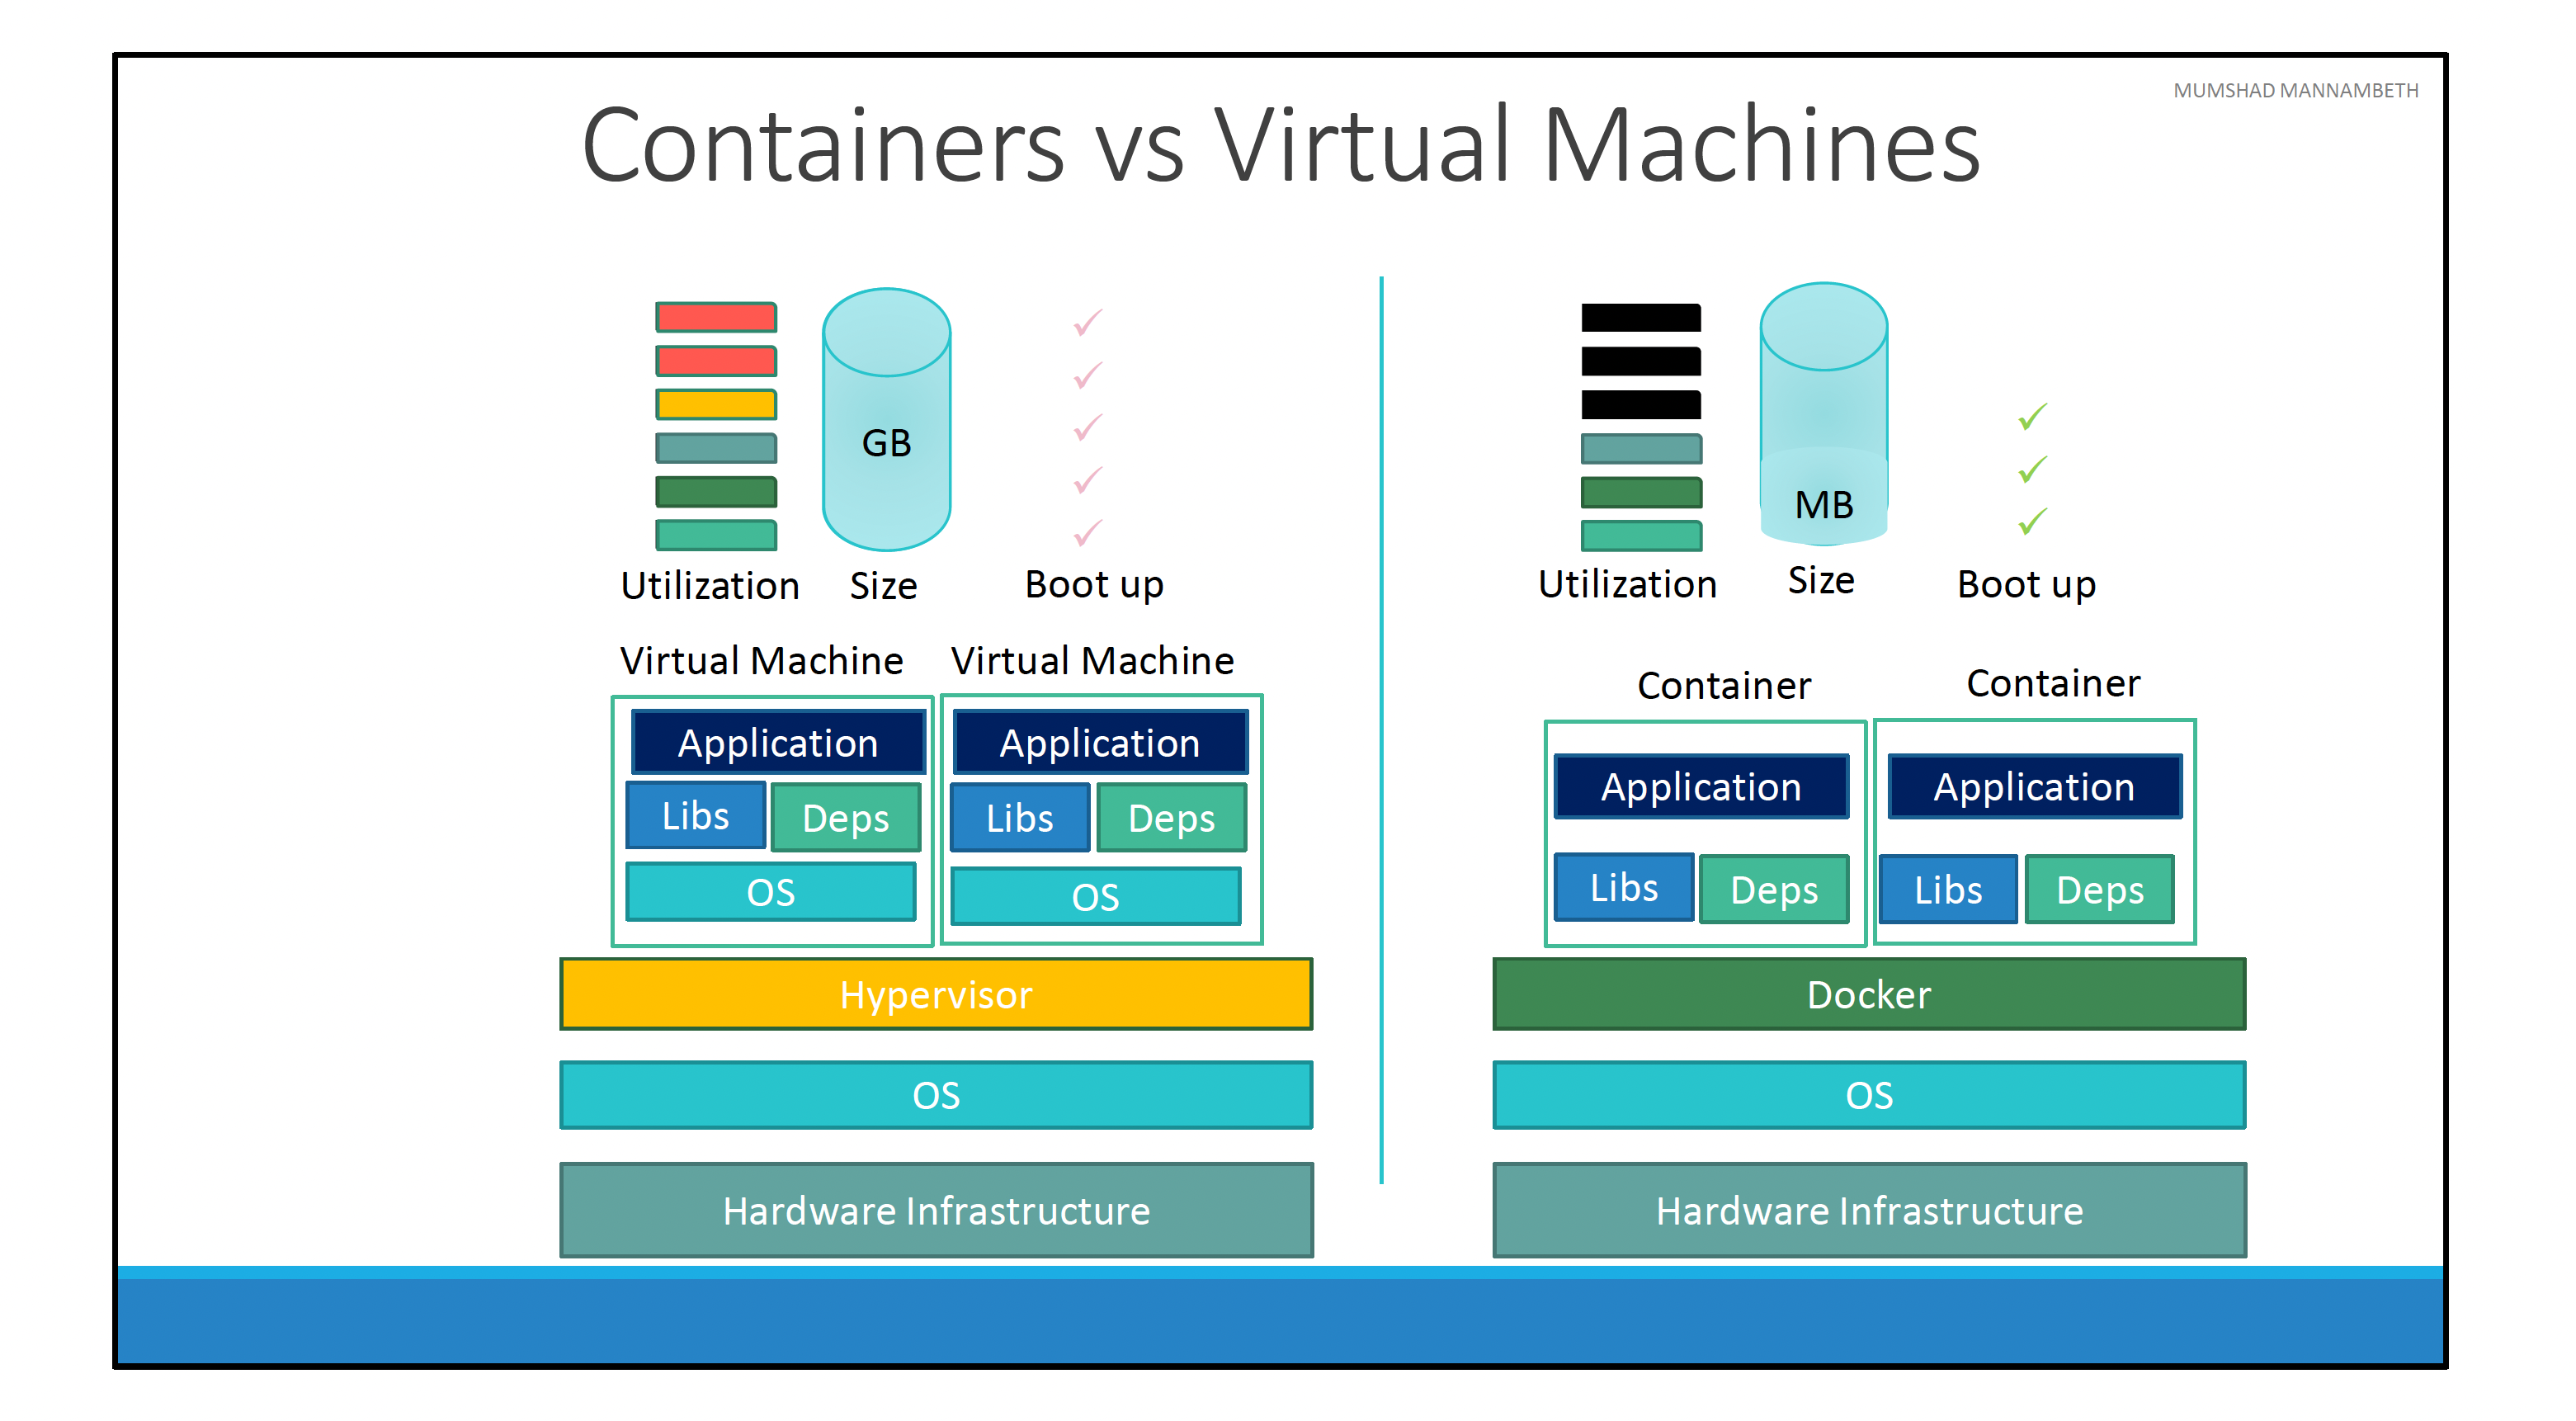 MUMSHAD MANNAMBETH
Containers vs Virtual Machines
GB
Utilization
Size
Boot up
Virtual Machine
Virtual Machine
Application
Application
Libs
Deps
Libs
Deps
OS
OS
Hypervisor
OS
Hardware Infrastructure
MB
Utilization
Size
Boot up
Container
Container
Application
Application
Libs
Deps
Libs
Deps
Docker
OS
Hardware Infrastructure